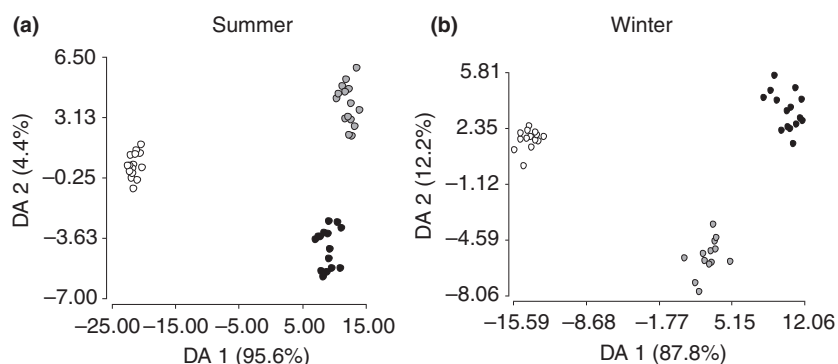 (a) Summer
6.50
3.13
−0.25
−3.63
−7.00
DA 2 (4.4%)
−25.00 −15.00 −5.00 5.00 15.00
DA 1 (95.6%)
(b) Winter
5.81
2.35
−1.12
−4.59
−8.06
DA 2 (12.2%)
−15.59 −8.68 −1.77 5.15 12.06
DA 1 (87.8%)